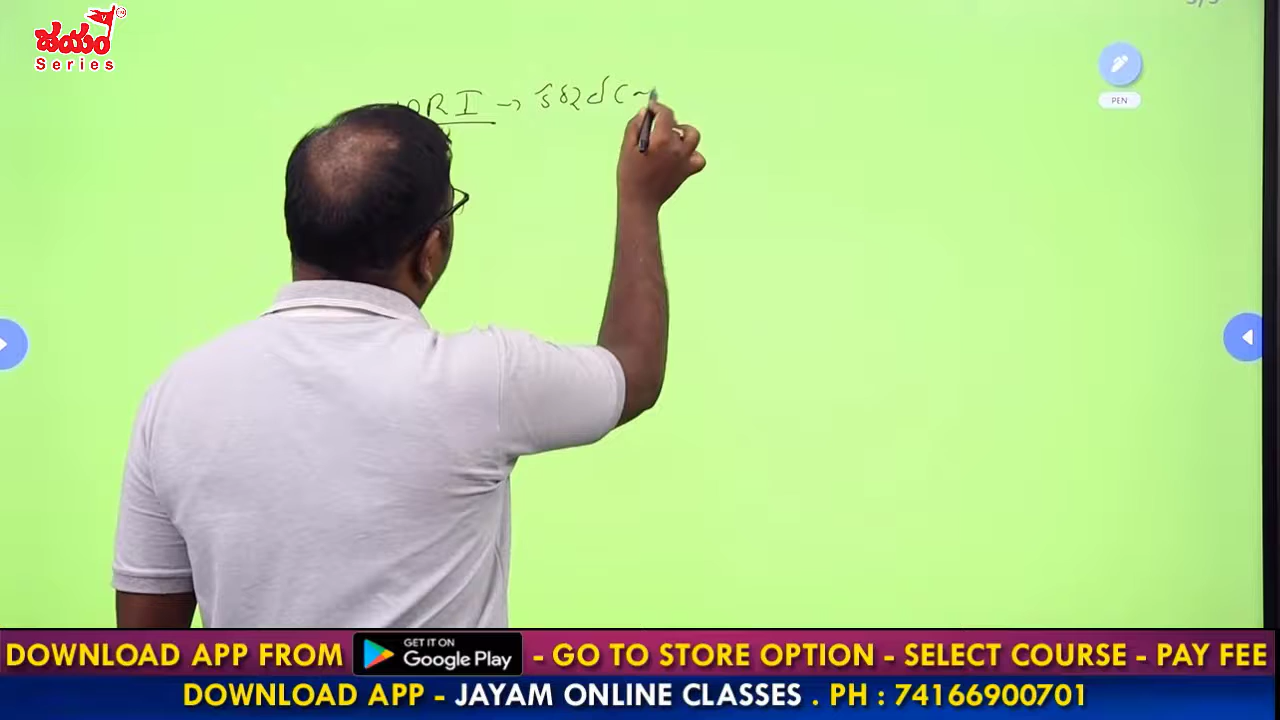 జయం
Series
PEN
DOWNLOAD APP FROM GET IT ON Google Play - GO TO STORE OPTION - SELECT COURSE - PAY FEE
DOWNLOAD APP - JAYAM ONLINE CLASSES . PH : 74166900701